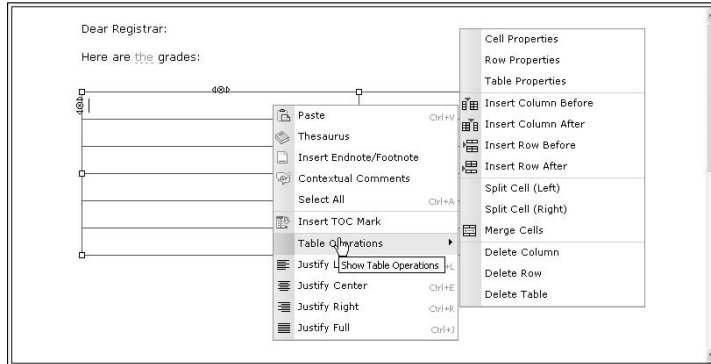 Dear Registrar:
Here are the grades:
Paste Ctrl+V
Thesaurus
Insert Endnote/Footnote
Contextual Comments
Select All Ctrl+A
Insert TOC Mark
Table Operations
Show Table Operations
Justify L +L
Justify Center Ctrl+E
Justify Right Ctrl+R
Justify Full Ctrl+J
Cell Properties
Row Properties
Table Properties
Insert Column Before
Insert Column After
Insert Row Before
Insert Row After
Split Cell (Left)
Split Cell (Right)
Merge Cells
Delete Column
Delete Row
Delete Table